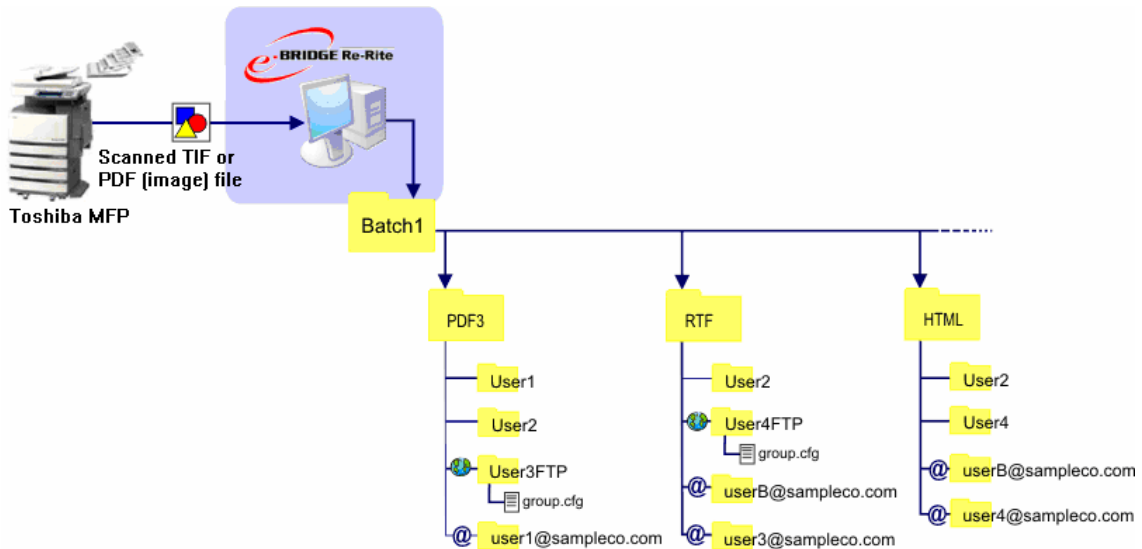 e-BRIDGE Re-Rite
Scanned TIF or
PDF (image) file
Toshiba MFP
Batch1
PDF3
User1
User2
User3FTP
group.cfg
@ user1@sampleco.com
RTF
User2
User4FTP
group.cfg
@ userB@sampleco.com
@ user3@sampleco.com
HTML
User2
User4
@ userB@sampleco.com
@ user4@sampleco.com